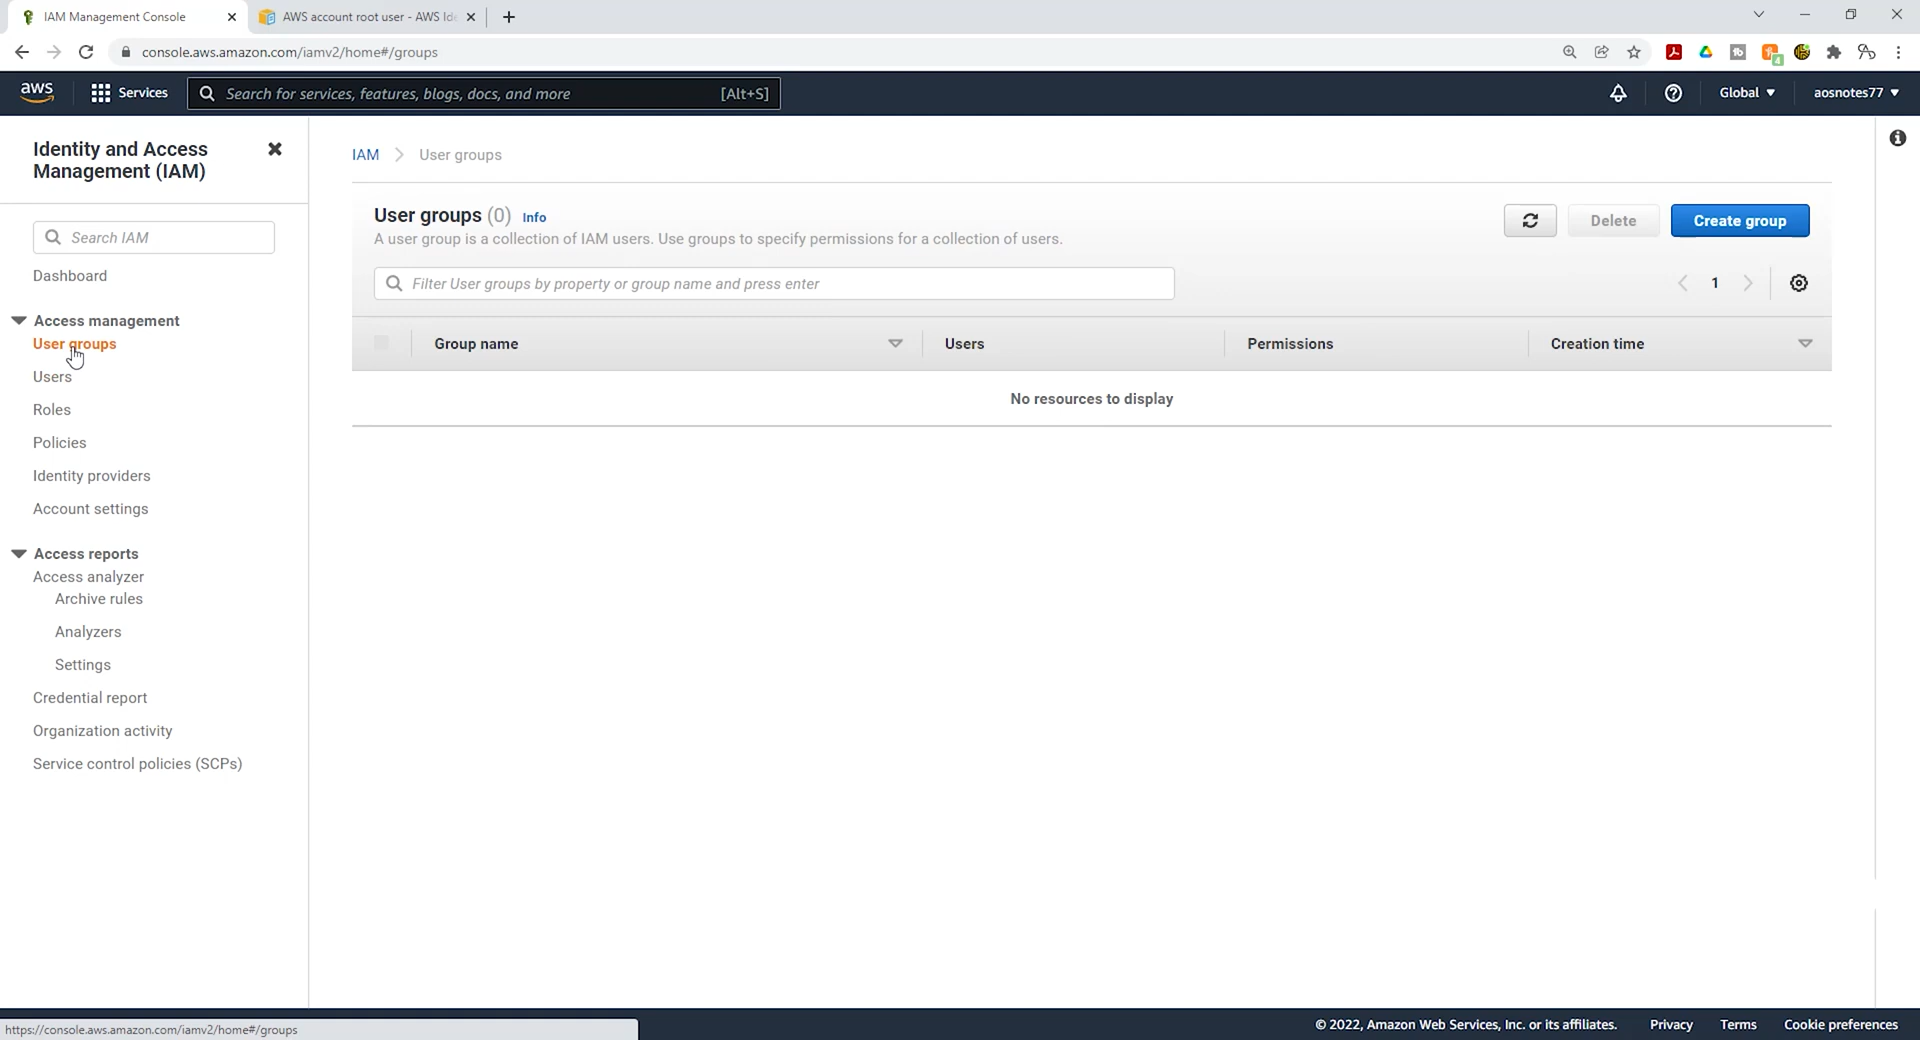 IAM Management Console
AWS account root user - AWS Ide
console.aws.amazon.com/iamv2/home#/groups
4
aws
Services
Search for services, features, blogs, docs, and more
[Alt+S]
Global
aosnotes77
Identity and Access
Management (IAM)
Search IAM
Dashboard
Access management
User groups
Users
Roles
Policies
Identity providers
Account settings
Access reports
Access analyzer
Archive rules
Analyzers
Settings
Credential report
Organization activity
Service control policies (SCPs)
IAM
User groups
User groups (0) Info
A user group is a collection of IAM users. Use groups to specify permissions for a collection of users.
Delete
Create group
Filter User groups by property or group name and press enter
1
Group name
Users
Permissions
Creation time
No resources to display
https://console.aws.amazon.com/iamv2/home#/groups
© 2022, Amazon Web Services, Inc. or its affiliates.
Privacy
Terms
Cookie preferences